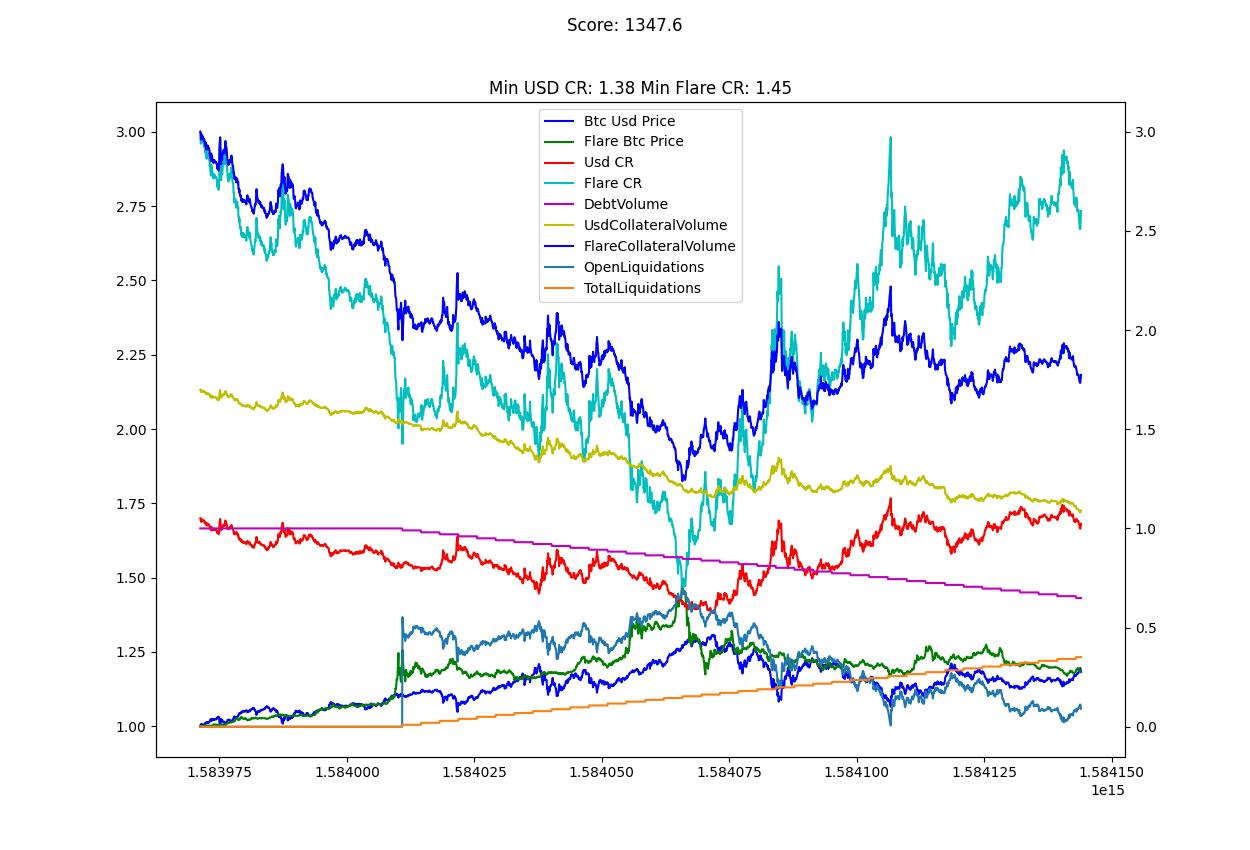 Score: 1347.6
Min USD CR: 1.38 Min Flare CR: 1.45
Btc Usd Price
Flare Btc Price
Usd CR
Flare CR
DebtVolume
UsdCollateralVolume
FlareCollateralVolume
OpenLiquidations
TotalLiquidations
3.00
2.75
2.50
2.25
2.00
1.75
1.50
1.25
1.00
3.0
2.5
2.0
1.5
1.0
0.5
0.0
1.583975 1.584000 1.584025 1.584050 1.584075 1.584100 1.584125 1.584150
1e15